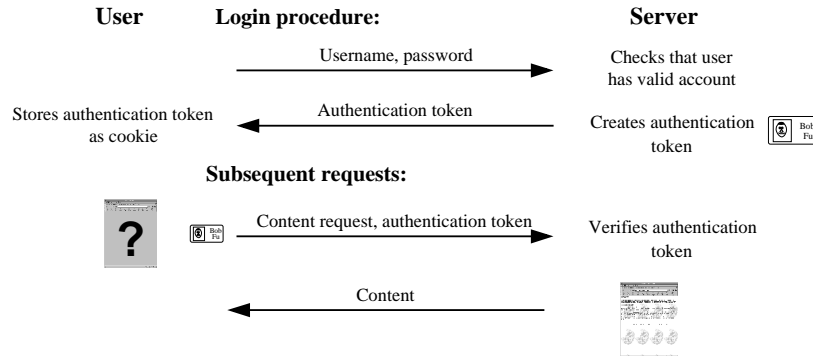 User Login procedure: Server
Username, password
Checks that user
has valid account
Stores authentication token
as cookie
Authentication token
Creates authentication
token
Bob
Fu
Subsequent requests:
?
Bob
Fu
Content request, authentication token
Verifies authentication
token
Content